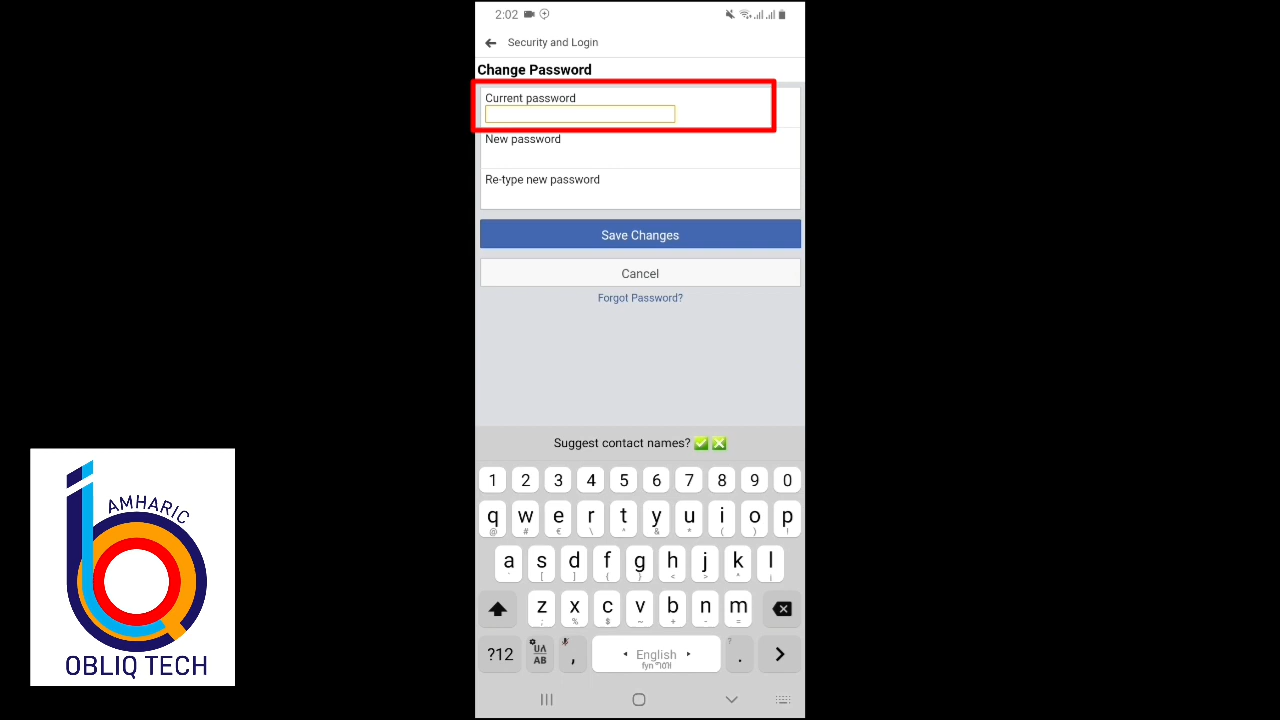 2:02
Security and Login
Change Password
Current password
New password
Re-type new password
Save Changes
Cancel
Forgot Password?
Suggest contact names? ✅ ❎
1 2 3 4 5 6 7 8 9 0
q w e r t y u i o p
@ # € \ ^ & * ( ) !
a s d f g h j k l
z x c v b n m
; % $ ~ + - =
?12 , English . >
AB
AMHARIC
OBLIQ TECH